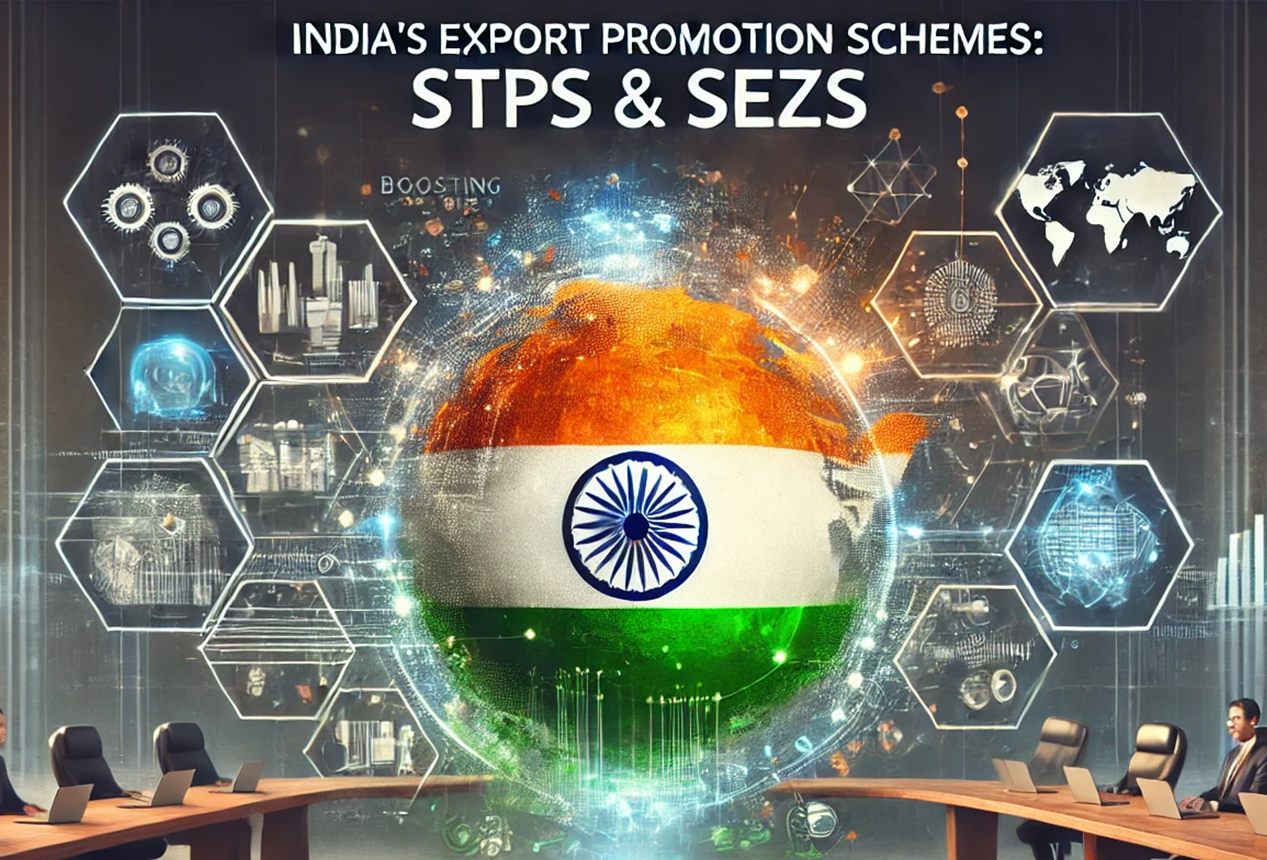 INDIA'S EXPORT PROMOTION SCHEMES:
STPS & SEZS
BOOSTING